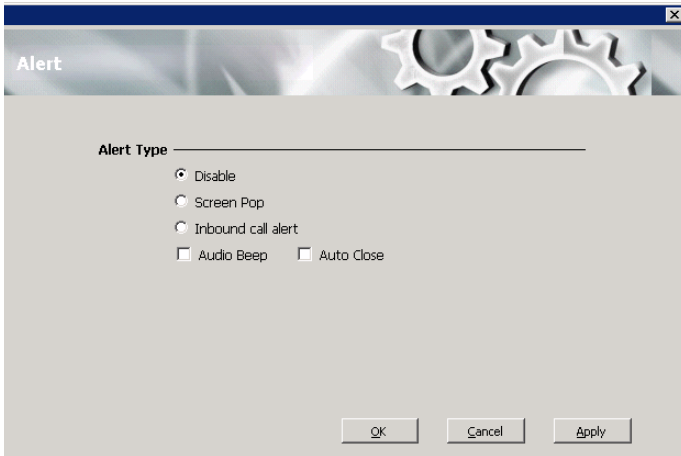 Alert
Alert Type
Disable
Screen Pop
Inbound call alert
Audio Beep Auto Close
OK Cancel Apply